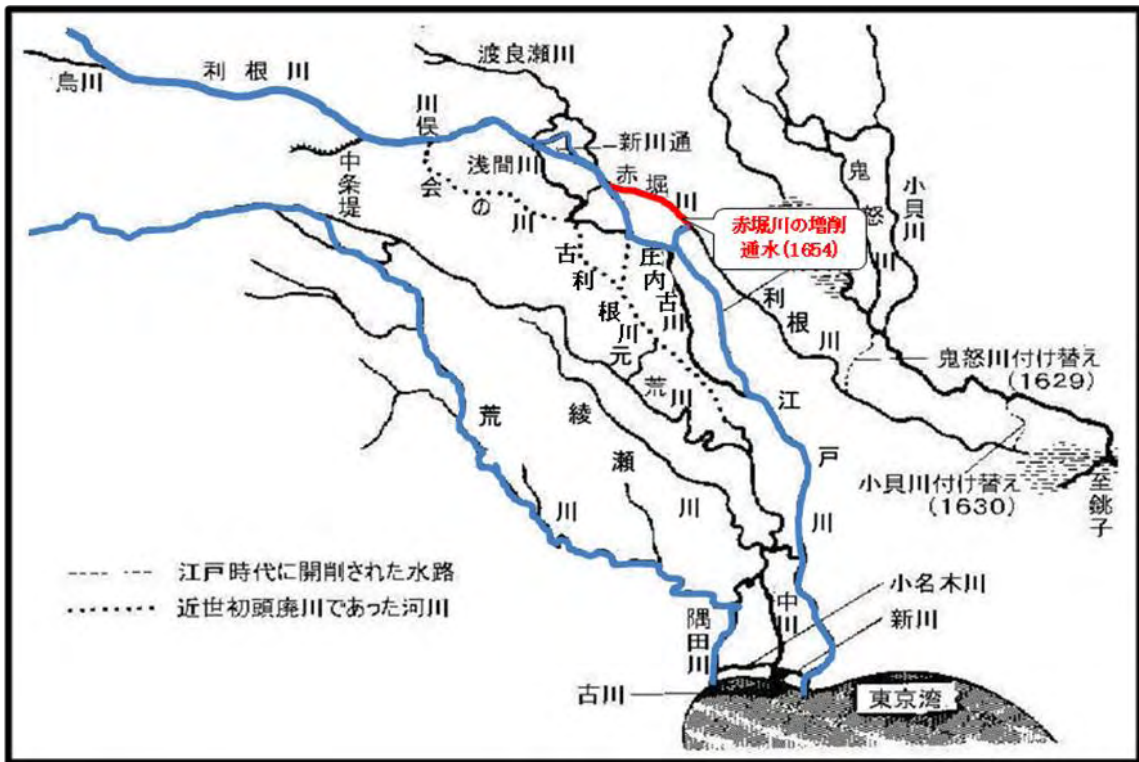 渡良瀬川
利根川
烏川
川俣
新川通
浅間川
赤堀川
中条堤
会の川
鬼怒川
小貝川
赤堀川の増削
通水(1654)
庄内古川
古利根川
利根川
元荒川
鬼怒川付け替え
(1629)
江戸川
荒川
綾瀬川
小貝川付け替え
(1630)
至銚子
江戸時代に開削された水路
近世初頭廃川であった河川
小名木川
中川
隅田川
新川
古川
東京湾